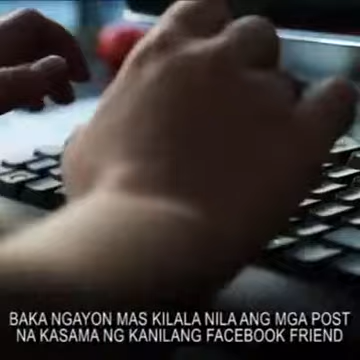 BAKA NGAYON MAS KILALA NILA ANG MGA POST
NA KASAMA NG KANILANG FACEBOOK FRIEND